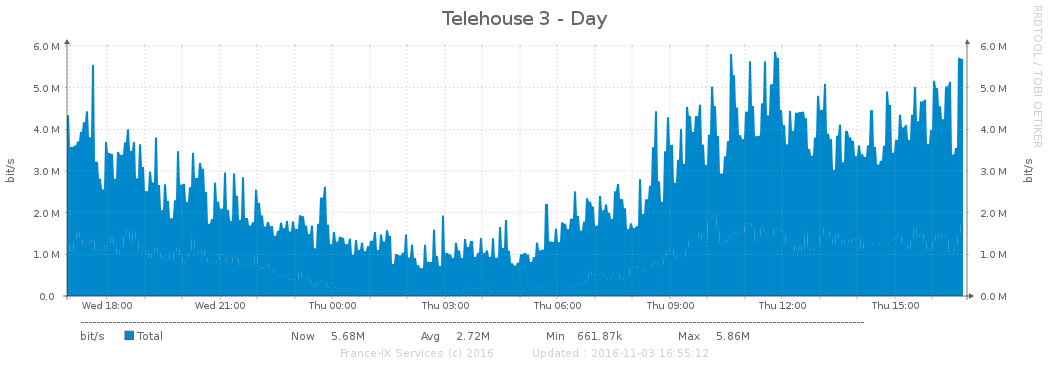 Telehouse 3 - Day
RRDTOOL / TOBI OETIKER
bit/s
6.0 M
5.0 M
4.0 M
3.0 M
2.0 M
1.0 M
0.0
6.0 M
5.0 M
4.0 M
3.0 M
2.0 M
1.0 M
0.0 M
bit/s
Wed 18:00 Wed 21:00 Thu 00:00 Thu 03:00 Thu 06:00 Thu 09:00 Thu 12:00 Thu 15:00
bit/s Total Now 5.68M Avg 2.72M Min 661.87k Max 5.86M
France-IX Services (c) 2016 Updated : 2016-11-03 16:55:12